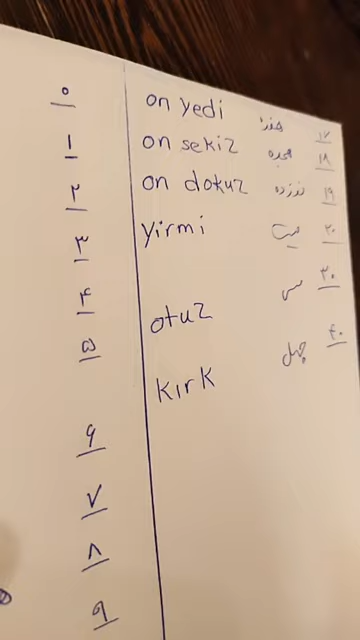 ۰
۱
۲
۳
۴
۵
۶
۷
۸
۹
on yedi هفده ۱۷
on sekiz هجده ۱۸
on dokuz نوزده ۱۹
yirmi بیست ۲۰
otuz سی ۳۰
kırk چهل ۴۰